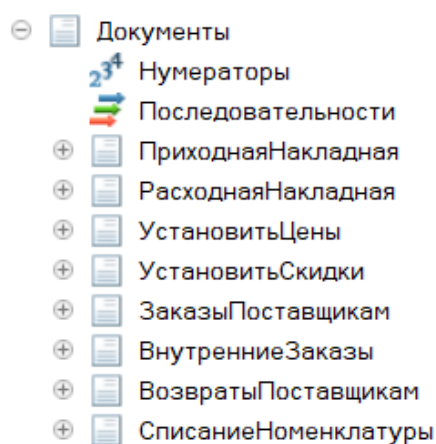 Документы
Нумераторы
Последовательности
ПриходнаяНакладная
РасходнаяНакладная
УстановитьЦены
УстановитьСкидки
ЗаказыПоставщикам
ВнутренниеЗаказы
ВозвратыПоставщикам
СписаниеНоменклатуры